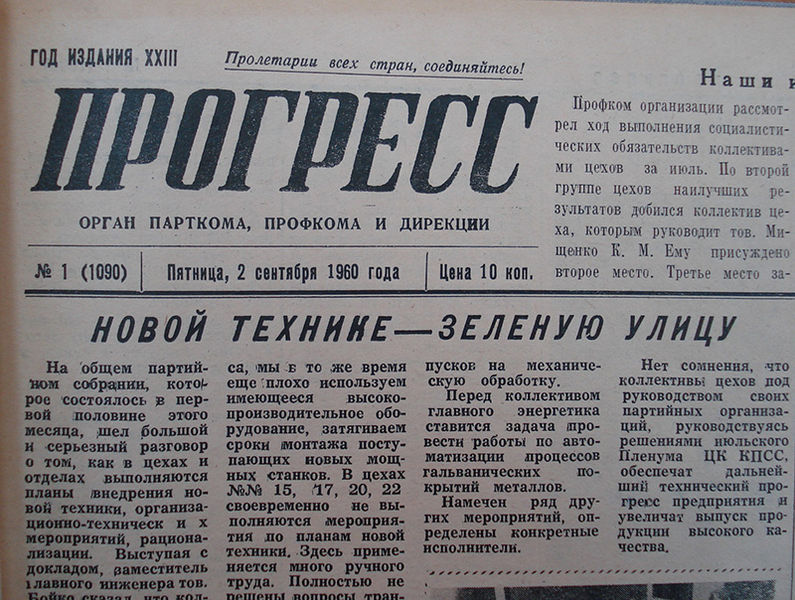 ГОД ИЗДАНИЯ XXIII
Пролетарии всех стран, соединяйтесь!
ПРОГРЕСС
ОРГАН ПАРТКОМА, ПРОФКОМА И ДИРЕКЦИИ
№ 1 (1090)
Пятница, 2 сентября 1960 года
Цена 10 коп.
Наши
Профком организации рассмот-
рел ход выполнения социалисти-
ческих обязательств коллектива-
ми цехов за июль. По второй
группе цехов наилучших ре-
зультатов добился коллектив це-
ха, которым руководит тов. Ми-
щенко К. М. Ему присуждено
второе место. Третье место за-
НОВОЙ ТЕХНИКЕ—ЗЕЛЕНУЮ УЛИЦУ
На общем партий-
ном собрании, кото-
рое состоялось в пер-
вой половине этого
месяца, шел большой
и серьезный разговор
о том, как в цехах и
отделах выполняются
планы внедрения но-
вой техники, организа-
ционно-техническ и х
мероприятий, рациона-
лизации. Выступая с
докладом, заместитель
главного инженера тов.
Бойко сказал, что кол-
са, мы в то же время
еще плохо используем
имеющееся высоко-
производительное обо-
рудование, затягиваем
сроки монтажа посту-
пающих новых мощ-
ных станков. В цехах
№№ 15, 17, 20, 22
своевременно не вы-
полняются мероприя-
тия по планам новой
техники. Здесь приме-
няется много ручного
труда. Полностью не
решены вопросы тран-
пусков на механиче-
скую обработку.
Перед коллективом
главного энергетика
ставится задача про-
вести работы по авто-
матизации процессов
гальванических по-
крытий металлов.
Намечен ряд дру-
гих мероприятий, оп-
ределены конкретные
исполнители.
Нет сомнения, что
коллективы цехов под
руководством своих
партийных организа-
ций, руководствуясь
решениями июльского
Пленума ЦК КПСС,
обеспечат дальней-
ший технический про-
гресс предприятия и
увеличат выпуск про-
дукции высокого ка-
чества.